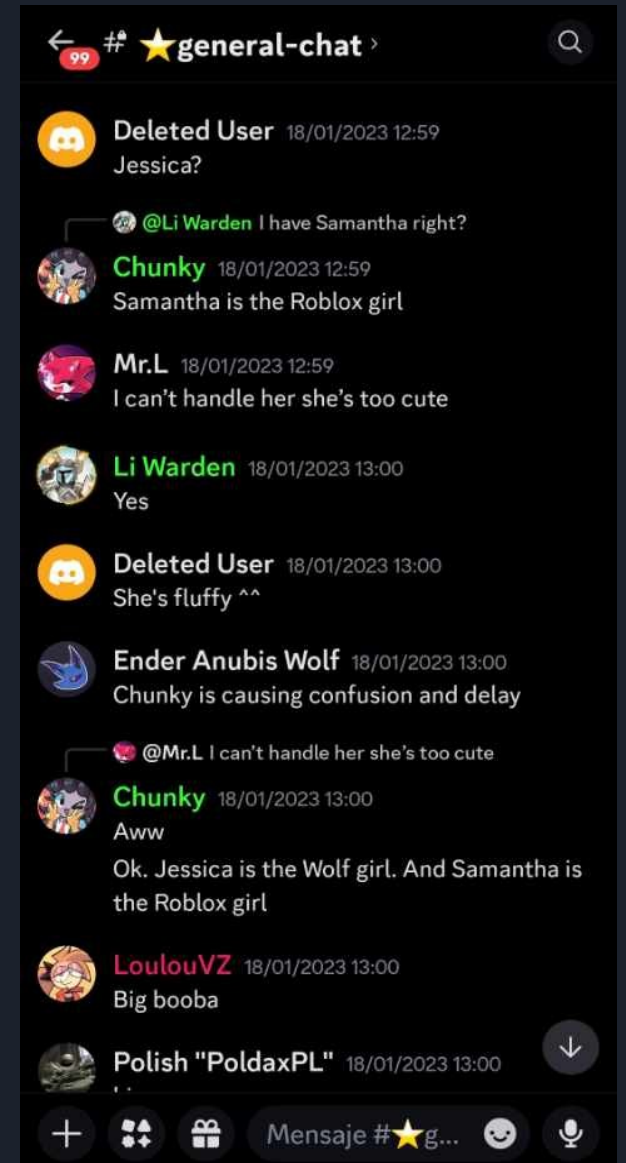 99 # ⭐general-chat >
Deleted User 18/01/2023 12:59
Jessica?
@Li Warden I have Samantha right?
Chunky 18/01/2023 12:59
Samantha is the Roblox girl
Mr.L 18/01/2023 12:59
I can't handle her she's too cute
Li Warden 18/01/2023 13:00
Yes
Deleted User 18/01/2023 13:00
She's fluffy ^^
Ender Anubis Wolf 18/01/2023 13:00
Chunky is causing confusion and delay
@Mr.L I can't handle her she's too cute
Chunky 18/01/2023 13:00
Aww
Ok. Jessica is the Wolf girl. And Samantha is
the Roblox girl
LoulouVZ 18/01/2023 13:00
Big booba
Polish "PoldaxPL" 18/01/2023 13:00
Mensaje #⭐g...